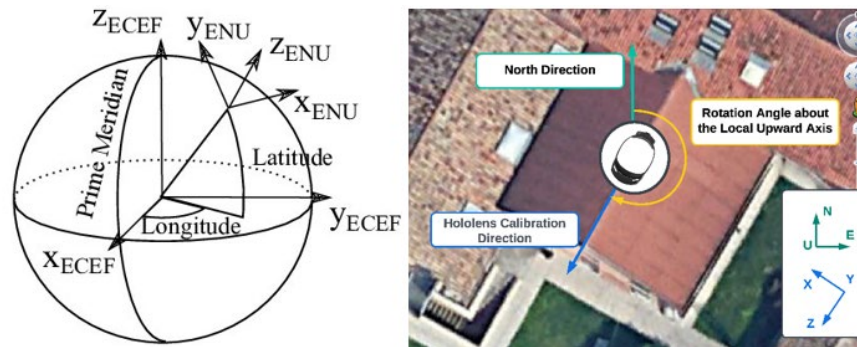 z_ECEF
y_ENU
z_ENU
x_ENU
Prime Meridian
Latitude
Longitude
y_ECEF
x_ECEF
North Direction
Rotation Angle about
the Local Upward Axis
Hololens Calibration
Direction
N
U
E
X
Y
Z